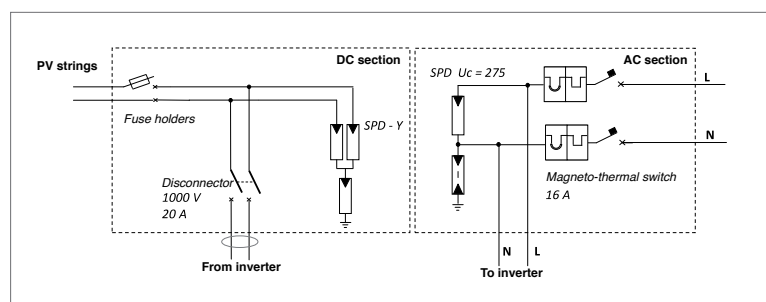 PV strings
DC section
Fuse holders
SPD - Y
Disconnector
1000 V
20 A
From inverter
AC section
SPD Uc = 275
L
N
Magneto-thermal switch
16 A
N
L
To inverter